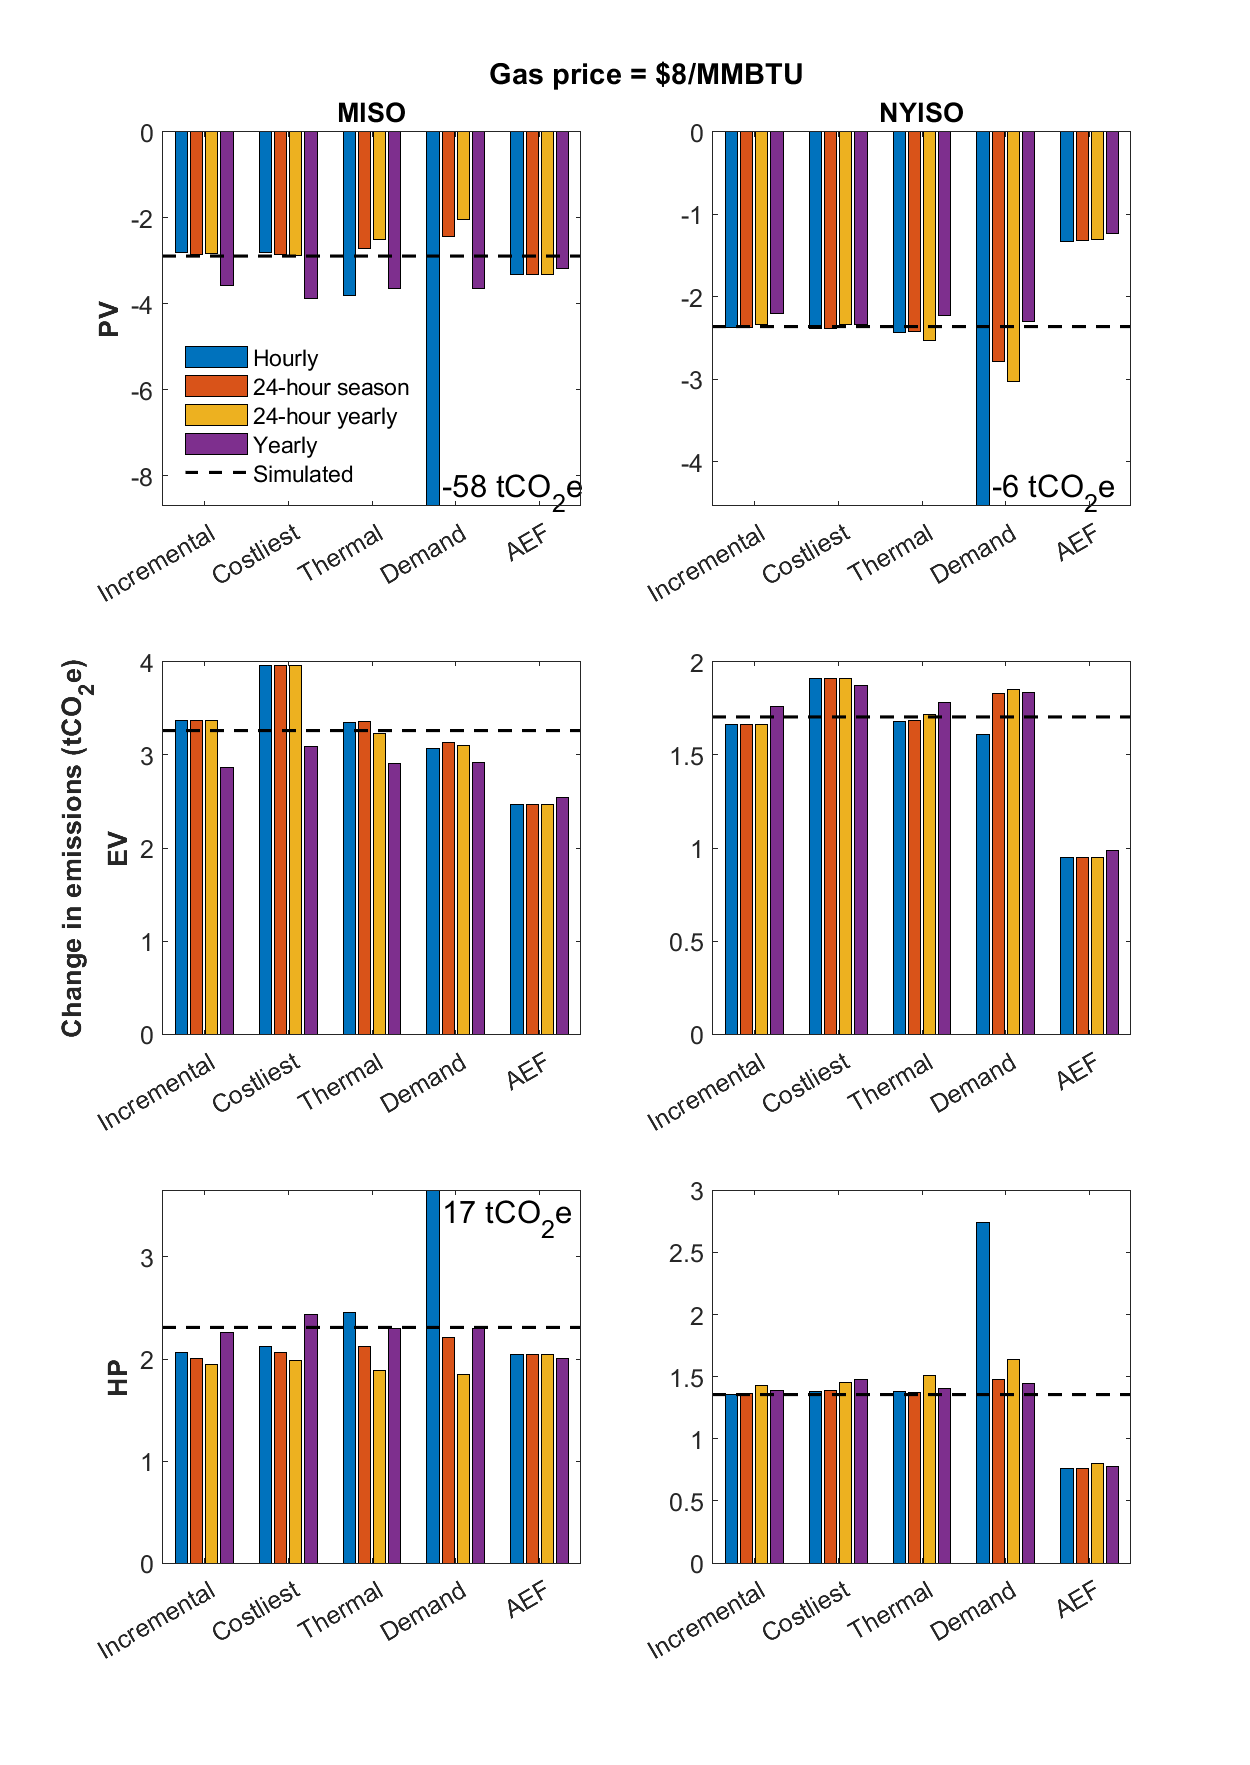 Gas price = $8/MMBTU
MISO
NYISO
PV
0
-2
-4
-6
-8
Hourly
24-hour season
24-hour yearly
Yearly
Simulated
-58 tCO2e
Incremental
Costliest
Thermal
Demand
AEF
0
-1
-2
-3
-4
-6 tCO2e
Incremental
Costliest
Thermal
Demand
AEF
Change in emissions (tCO2e)
EV
4
3
2
1
0
Incremental
Costliest
Thermal
Demand
AEF
2
1.5
1
0.5
0
Incremental
Costliest
Thermal
Demand
AEF
HP
3
2
1
0
17 tCO2e
Incremental
Costliest
Thermal
Demand
AEF
3
2.5
2
1.5
1
0.5
0
Incremental
Costliest
Thermal
Demand
AEF